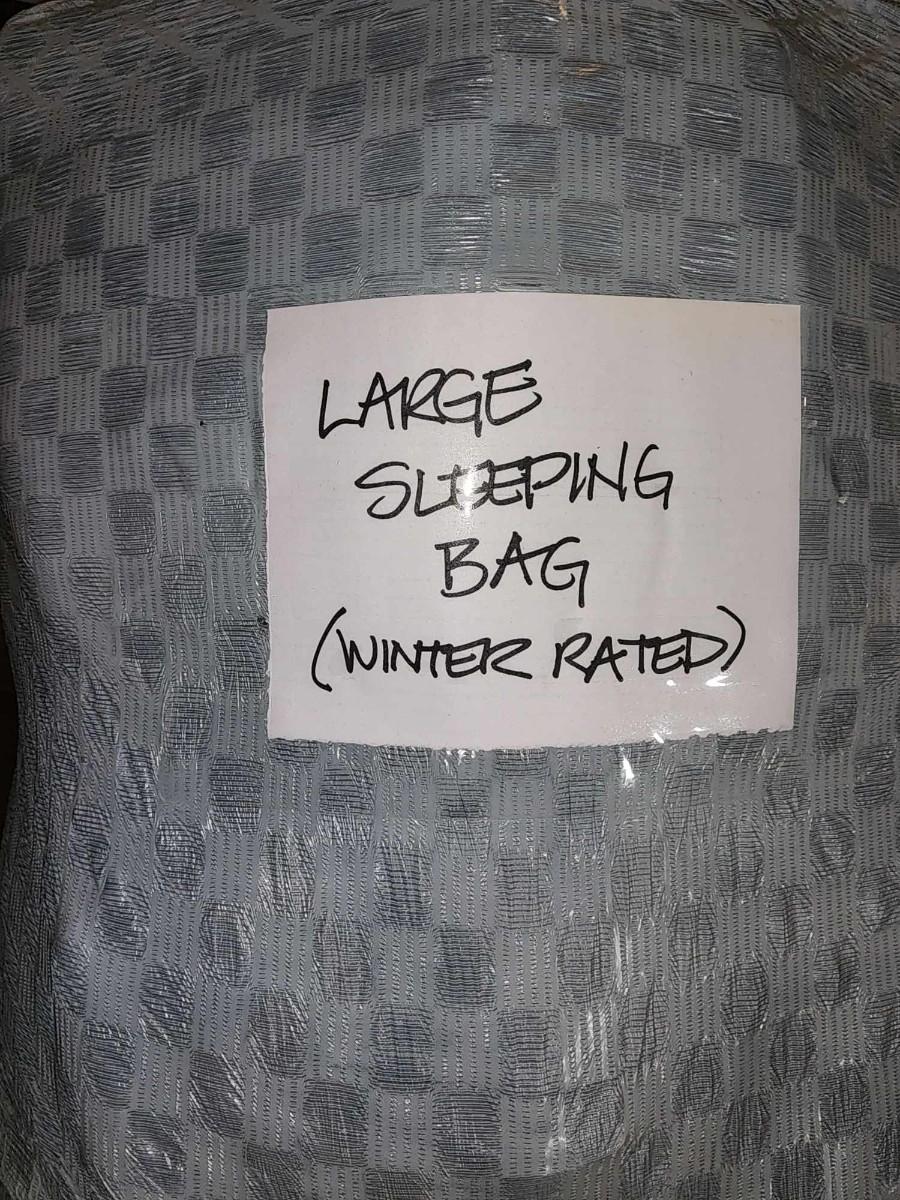 LARGE
SLEEPING
BAG
(WINTER RATED)